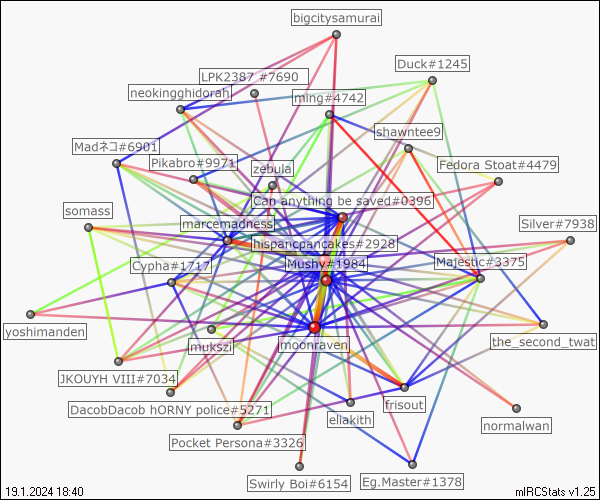 bigcitysamurai
Duck#1245
LPK2387 #7690
neokingghidorah
ming#4742
shawntee9
Madネコ#6901
Pikabro#9971
zebula
Fedora Stoat#4479
Can anything be saved#0396
somass
marcemadness
Silver#7938
hispancpancakes#2928
Cypha#1717
Mushy#1984
Majestic#3375
yoshimanden
mukszi
moonraven
the_second_twat
JKOUYH VIII#7034
DacobDacob hORNY police#5271
eliakith
frisout
normalwan
Pocket Persona#3326
Swirly Boi#6154
Eg.Master#1378
19.1.2024 18:40
mIRCStats v1.25